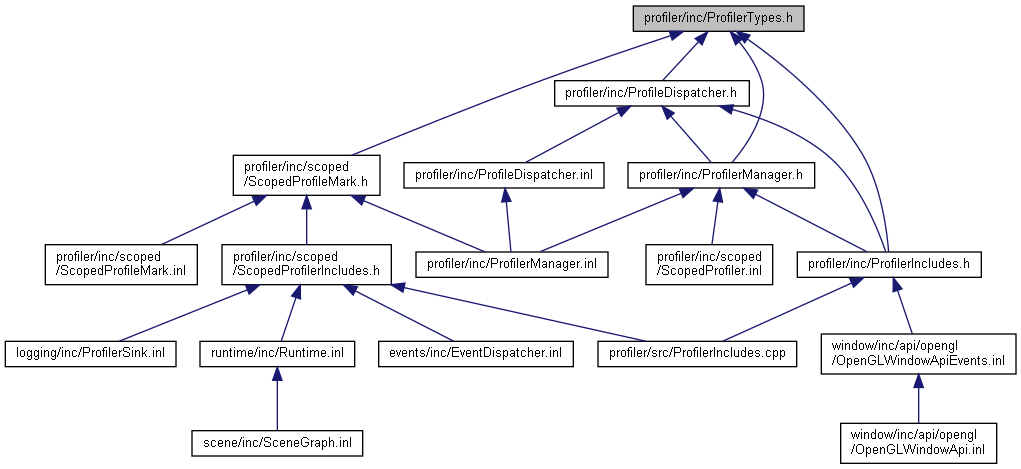 profiler/inc/ProfilerTypes.h
profiler/inc/ProfileDispatcher.h
profiler/inc/scoped
/ScopedProfileMark.h
profiler/inc/ProfileDispatcher.inl
profiler/inc/ProfilerManager.h
profiler/inc/scoped
/ScopedProfileMark.inl
profiler/inc/scoped
/ScopedProfilerIncludes.h
profiler/inc/ProfilerManager.inl
profiler/inc/scoped
/ScopedProfiler.inl
profiler/inc/ProfilerIncludes.h
logging/inc/ProfilerSink.inl
runtime/inc/Runtime.inl
events/inc/EventDispatcher.inl
profiler/src/ProfilerIncludes.cpp
window/inc/api/opengl
/OpenGLWindowApiEvents.inl
scene/inc/SceneGraph.inl
window/inc/api/opengl
/OpenGLWindowApi.inl